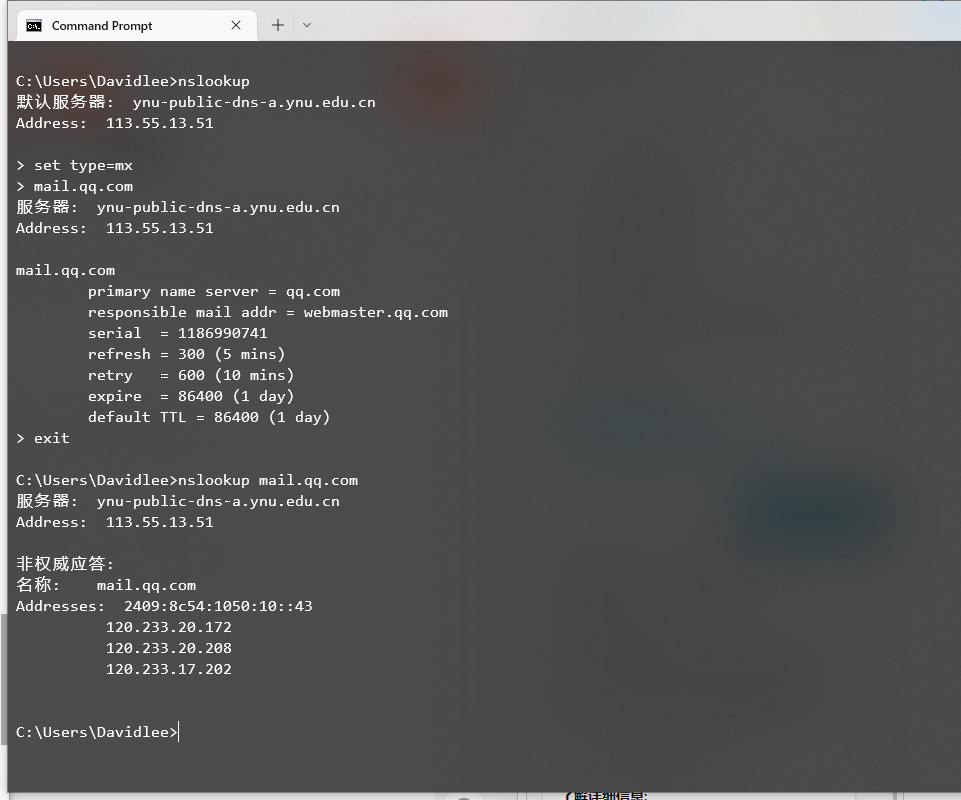 Command Prompt
C:\Users\Davidlee>nslookup
默认服务器:  ynu-public-dns-a.ynu.edu.cn
Address:  113.55.13.51
> set type=mx
> mail.qq.com
服务器:  ynu-public-dns-a.ynu.edu.cn
Address:  113.55.13.51
mail.qq.com
        primary name server = qq.com
        responsible mail addr = webmaster.qq.com
        serial  = 1186990741
        refresh = 300 (5 mins)
        retry   = 600 (10 mins)
        expire  = 86400 (1 day)
        default TTL = 86400 (1 day)
> exit
C:\Users\Davidlee>nslookup mail.qq.com
服务器:  ynu-public-dns-a.ynu.edu.cn
Address:  113.55.13.51
非权威应答:
名称:    mail.qq.com
Addresses:  2409:8c54:1050:10::43
          120.233.20.172
          120.233.20.208
          120.233.17.202
C:\Users\Davidlee>